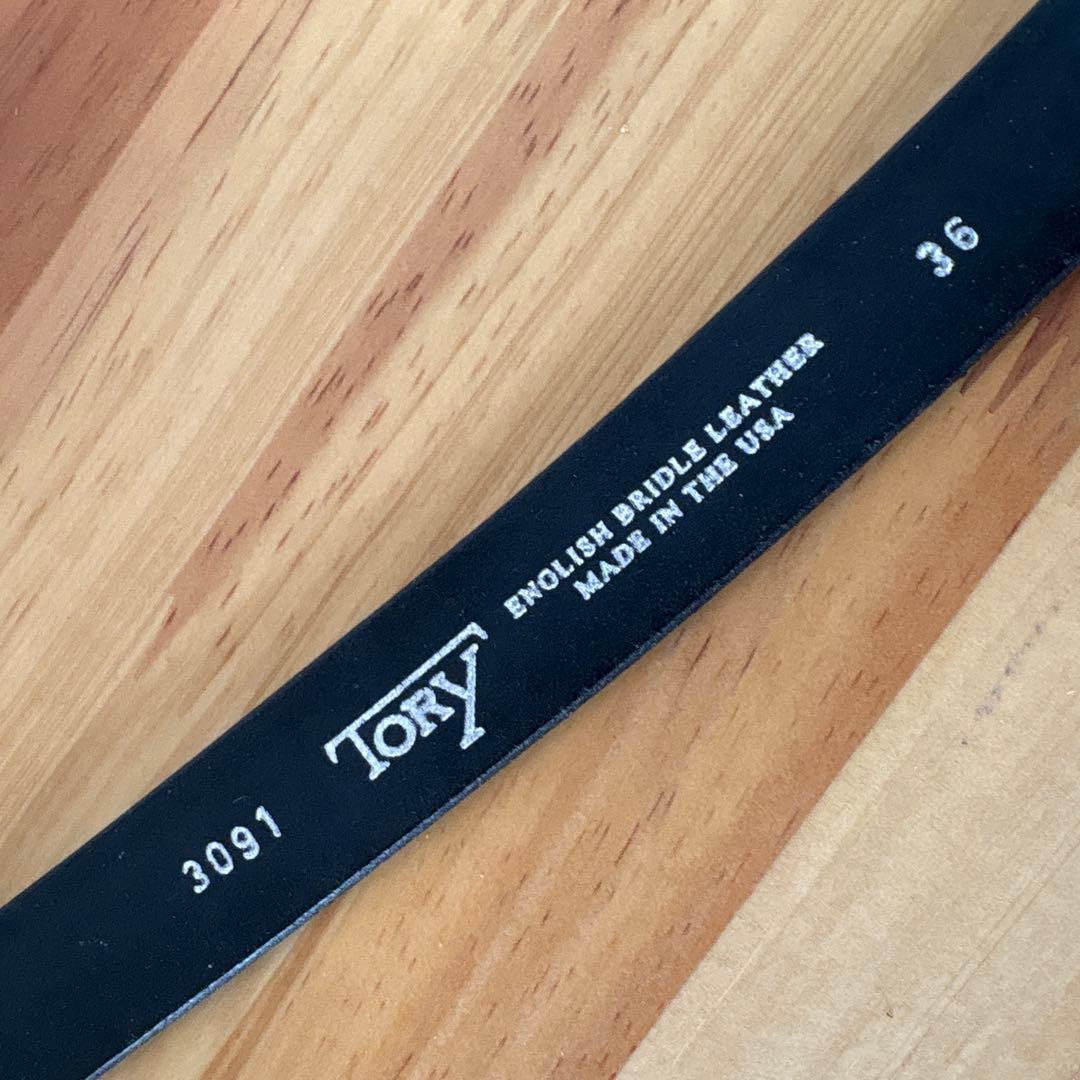 3091
TORY
ENGLISH BRIDLE LEATHER
MADE IN THE USA
36